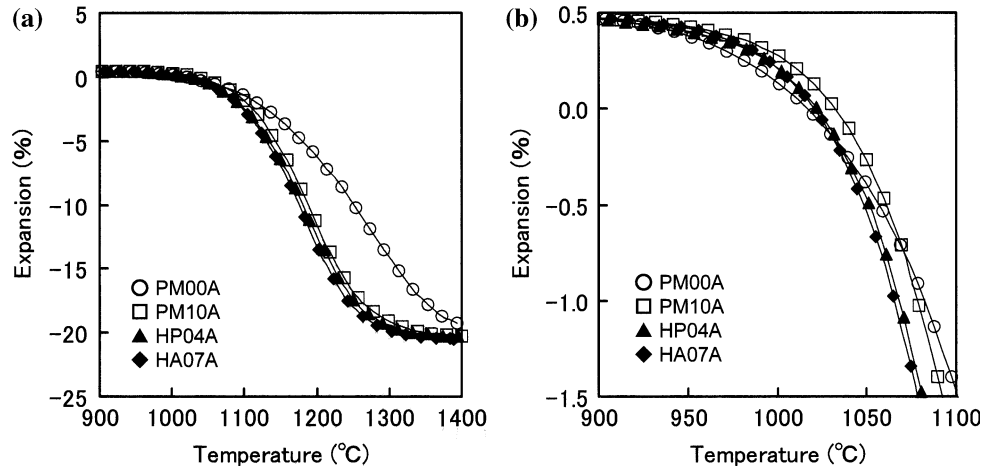 (a)
5
0
-5
-10
-15
-20
-25
Expansion (%)
PM00A
PM10A
HP04A
HA07A
900 1000 1100 1200 1300 1400
Temperature (℃)
(b)
0.5
0.0
-0.5
-1.0
-1.5
Expansion (%)
PM00A
PM10A
HP04A
HA07A
900 950 1000 1050 1100
Temperature (℃)